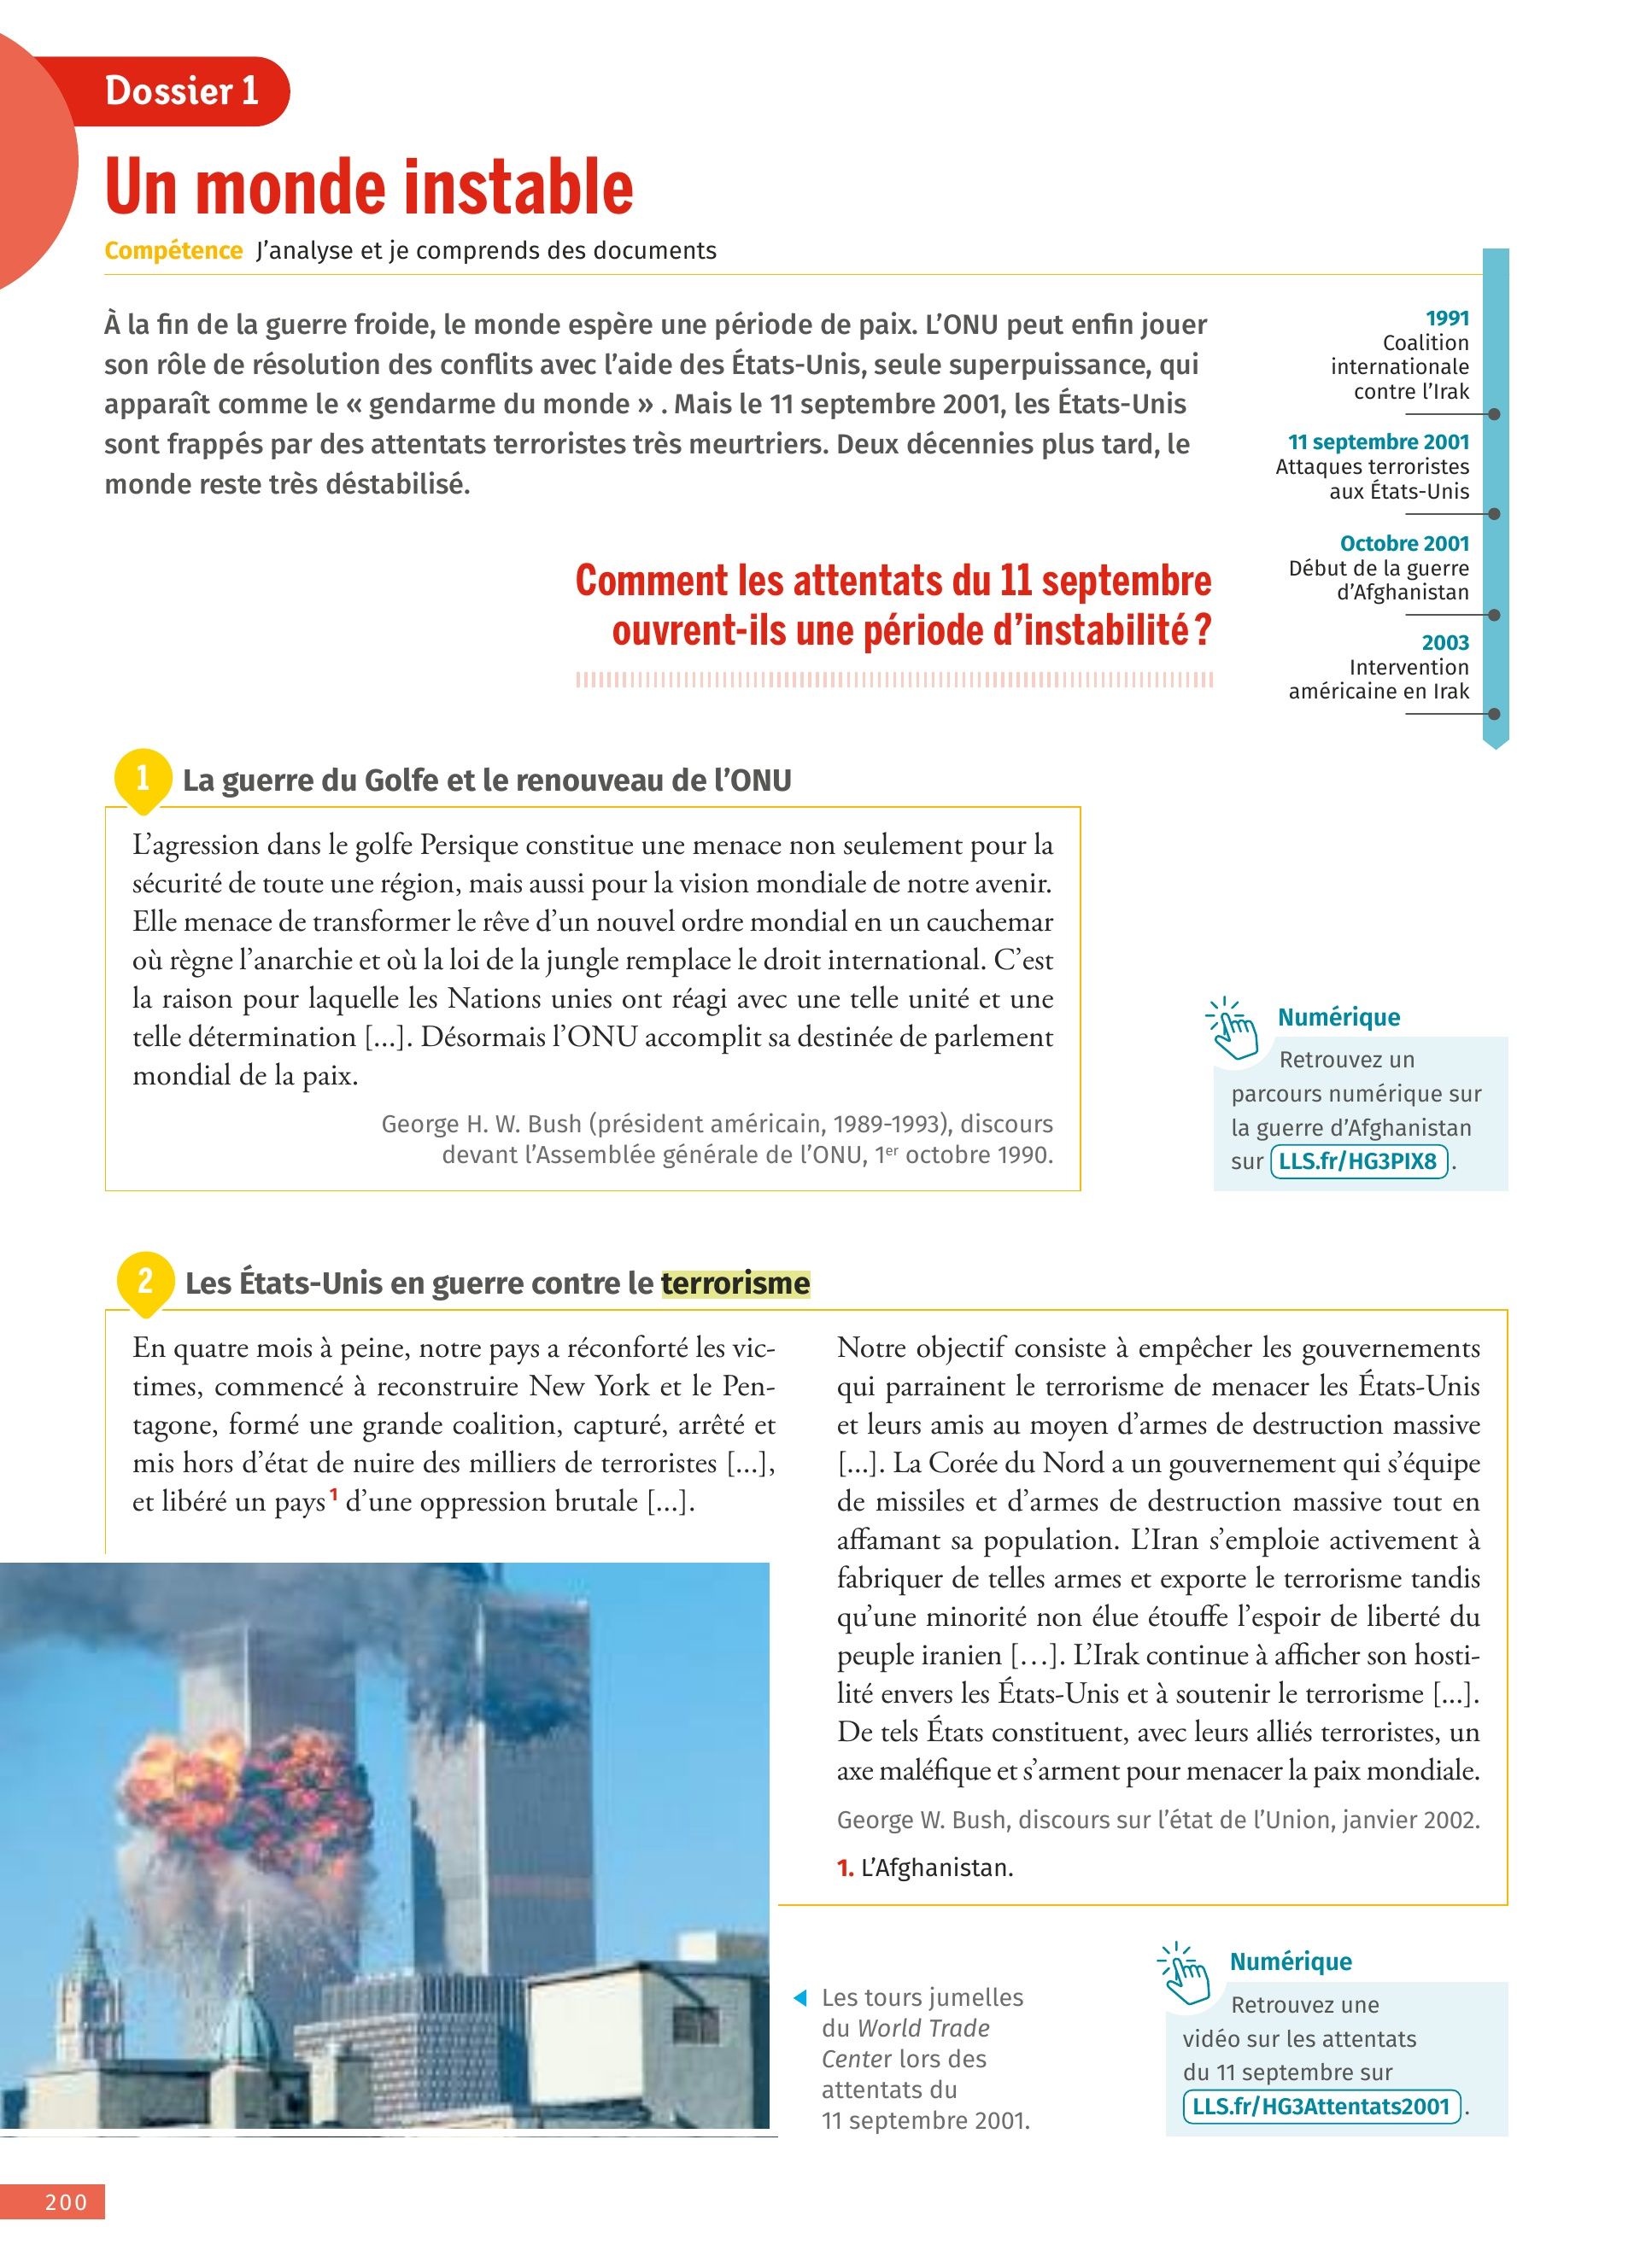 Dossier 1
Un monde instable
Compétence J’analyse et je comprends des documents
À la fin de la guerre froide, le monde espère une période de paix. L’ONU peut enfin jouer
son rôle de résolution des conflits avec l’aide des États-Unis, seule superpuissance, qui
apparaît comme le « gendarme du monde » . Mais le 11 septembre 2001, les États-Unis
sont frappés par des attentats terroristes très meurtriers. Deux décennies plus tard, le
monde reste très déstabilisé.
Comment les attentats du 11 septembre
ouvrent-ils une période d’instabilité ?
1991
Coalition
internationale
contre l’Irak
11 septembre 2001
Attaques terroristes
aux États-Unis
Octobre 2001
Début de la guerre
d’Afghanistan
2003
Intervention
américaine en Irak
1 La guerre du Golfe et le renouveau de l’ONU
L’agression dans le golfe Persique constitue une menace non seulement pour la
sécurité de toute une région, mais aussi pour la vision mondiale de notre avenir.
Elle menace de transformer le rêve d’un nouvel ordre mondial en un cauchemar
où règne l’anarchie et où la loi de la jungle remplace le droit international. C’est
la raison pour laquelle les Nations unies ont réagi avec une telle unité et une
telle détermination [...]. Désormais l’ONU accomplit sa destinée de parlement
mondial de la paix.
George H. W. Bush (président américain, 1989-1993), discours
devant l’Assemblée générale de l’ONU, 1er octobre 1990.
Numérique
Retrouvez un
parcours numérique sur
la guerre d’Afghanistan
sur LLS.fr/HG3PIX8 .
2 Les États-Unis en guerre contre le terrorisme
En quatre mois à peine, notre pays a réconforté les vic-
times, commencé à reconstruire New York et le Pen-
tagone, formé une grande coalition, capturé, arrêté et
mis hors d’état de nuire des milliers de terroristes [...],
et libéré un pays1 d’une oppression brutale [...].
Notre objectif consiste à empêcher les gouvernements
qui parrainent le terrorisme de menacer les États-Unis
et leurs amis au moyen d’armes de destruction massive
[...]. La Corée du Nord a un gouvernement qui s’équipe
de missiles et d’armes de destruction massive tout en
affamant sa population. L’Iran s’emploie activement à
fabriquer de telles armes et exporte le terrorisme tandis
qu’une minorité non élue étouffe l’espoir de liberté du
peuple iranien […]. L’Irak continue à afficher son hosti-
lité envers les États-Unis et à soutenir le terrorisme [...].
De tels États constituent, avec leurs alliés terroristes, un
axe maléfique et s’arment pour menacer la paix mondiale.
George W. Bush, discours sur l’état de l’Union, janvier 2002.
1. L’Afghanistan.
Les tours jumelles
du World Trade
Center lors des
attentats du
11 septembre 2001.
Numérique
Retrouvez une
vidéo sur les attentats
du 11 septembre sur
LLS.fr/HG3Attentats2001 .
200